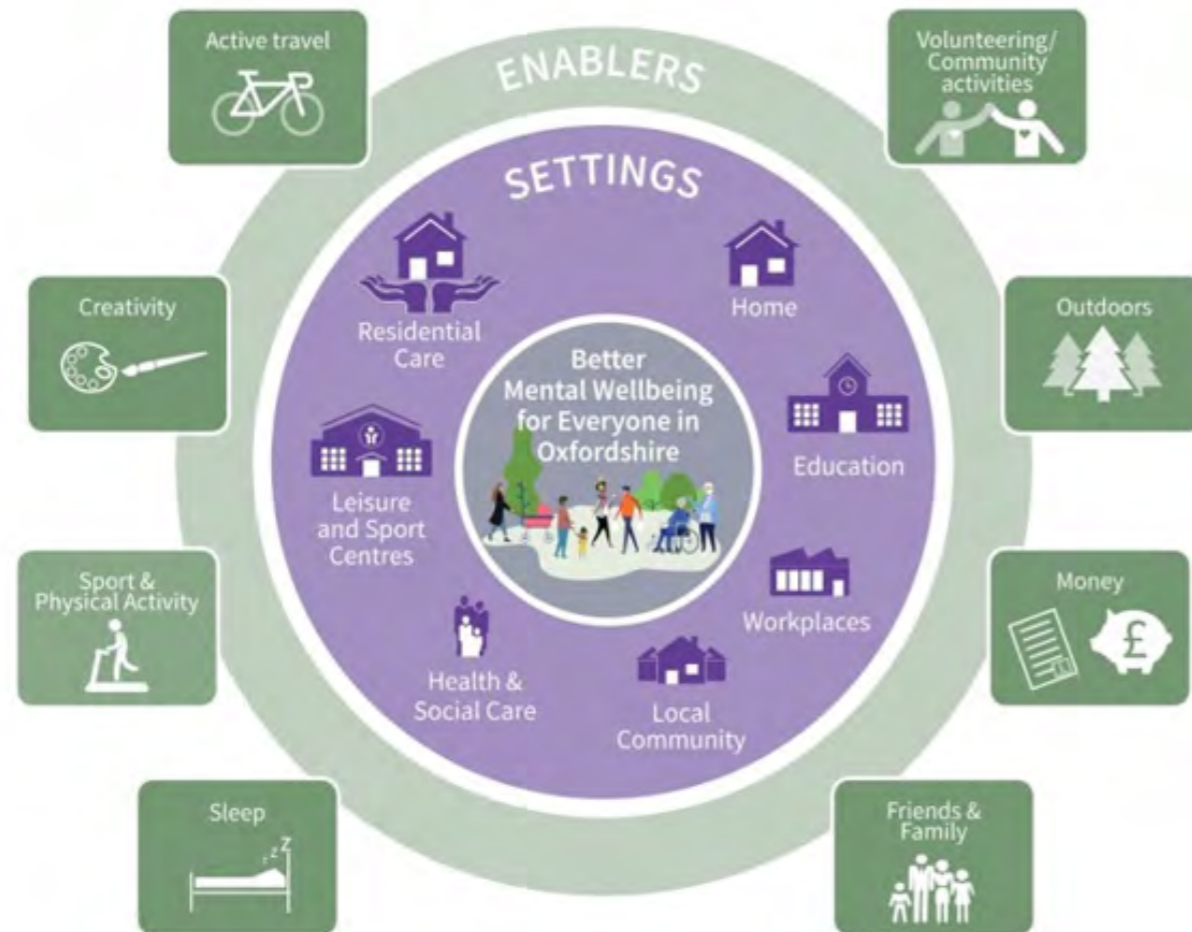 Active travel
ENABLERS
Volunteering/
Community
activities
SETTINGS
Residential
Care
Home
Creativity
Outdoors
Better
Mental Wellbeing
for Everyone in
Oxfordshire
Education
Leisure
and Sport
Centres
Sport &
Physical Activity
Money
£
Workplaces
Health &
Social Care
Local
Community
Sleep
z z Z
Friends &
Family